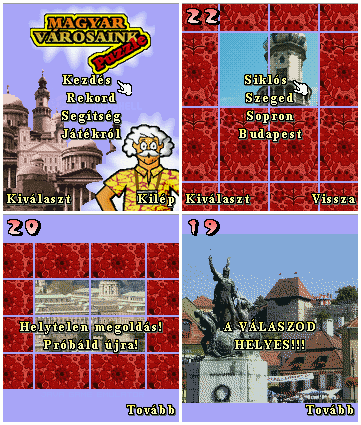 MAGYAR
VÁROSAINK
Puzzle
Kezdés
Rekord
Segítség
Játékról
Kiválaszt Kilép
22
Siklós
Szeged
Sopron
Budapest
Kiválaszt Vissza
20
Helytelen megoldás!
Próbáld újra!
Tovább
19
A VÁLASZOD
HELYES!!!
Tovább